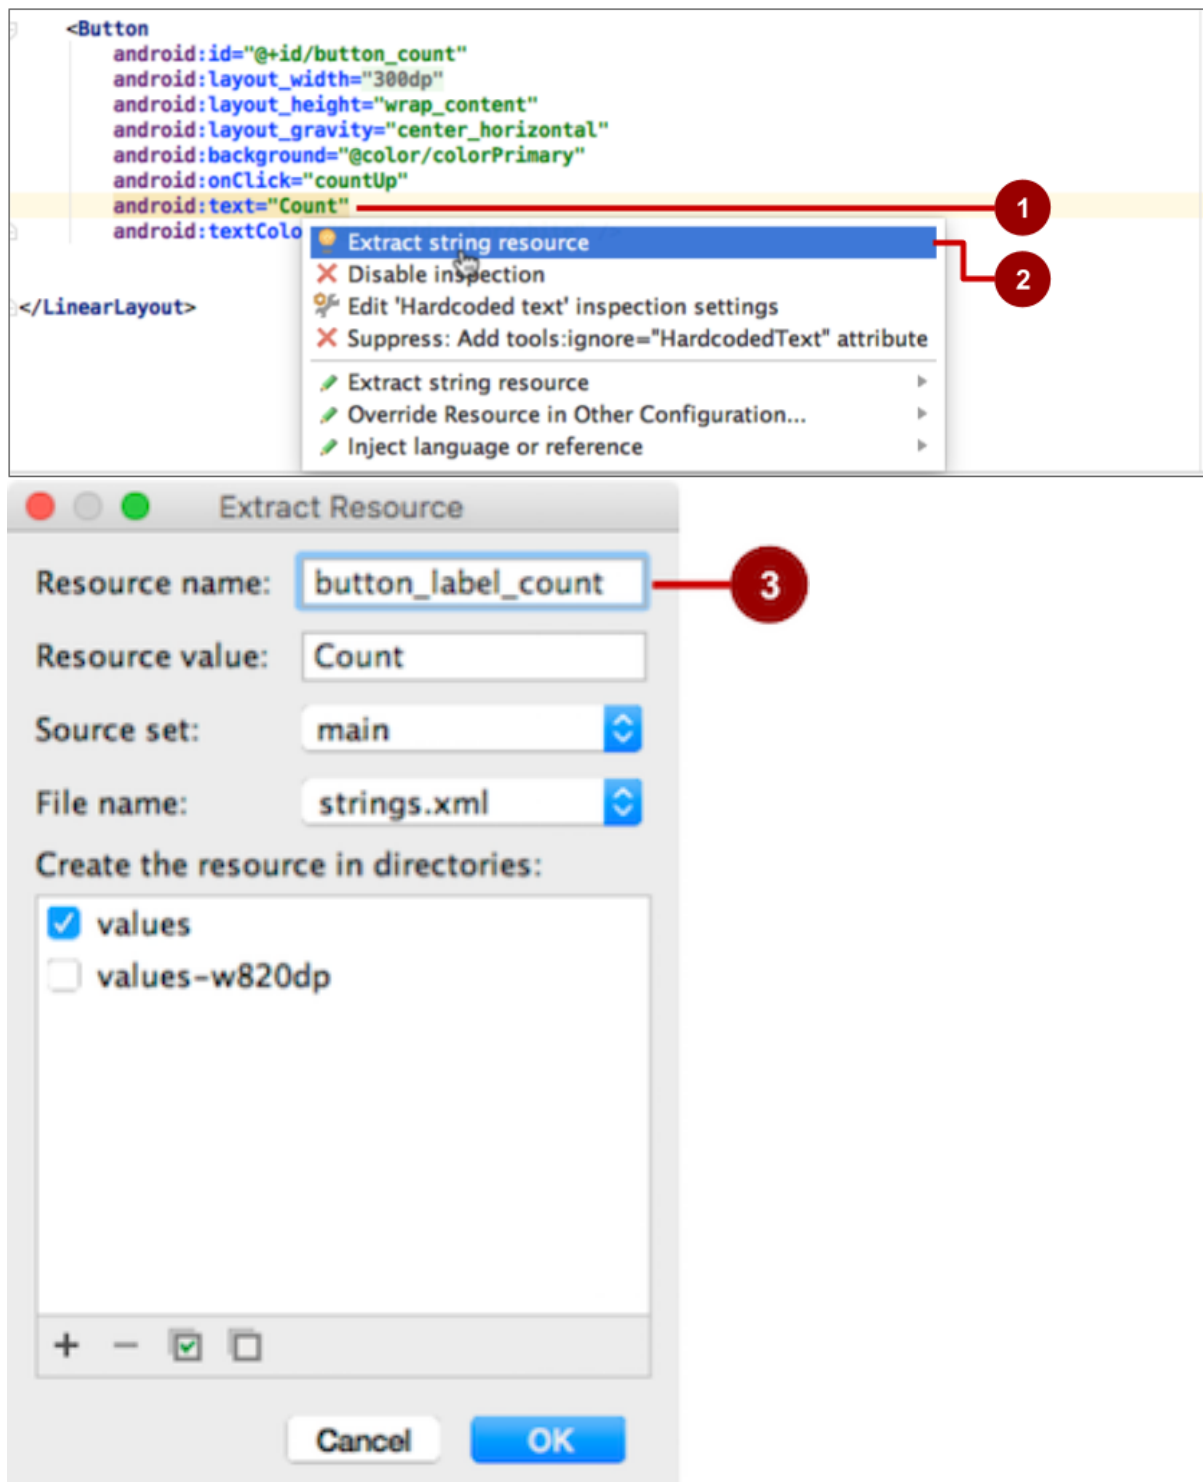 <Button
android:id="@+id/button_count"
android:layout_width="300dp"
android:layout_height="wrap_content"
android:layout_gravity="center_horizontal"
android:background="@color/colorPrimary"
android:onClick="countUp"
android:text="Count"
1
android:textColo
Extract string resource
2
Disable inspection
Edit 'Hardcoded text' inspection settings
</LinearLayout>
Suppress: Add tools:ignore="HardcodedText" attribute
Extract string resource
Override Resource in Other Configuration...
Inject language or reference
Extract Resource
Resource name: button_label_count
3
Resource value: Count
Source set: main
File name: strings.xml
Create the resource in directories:
values
values-w820dp
Cancel OK